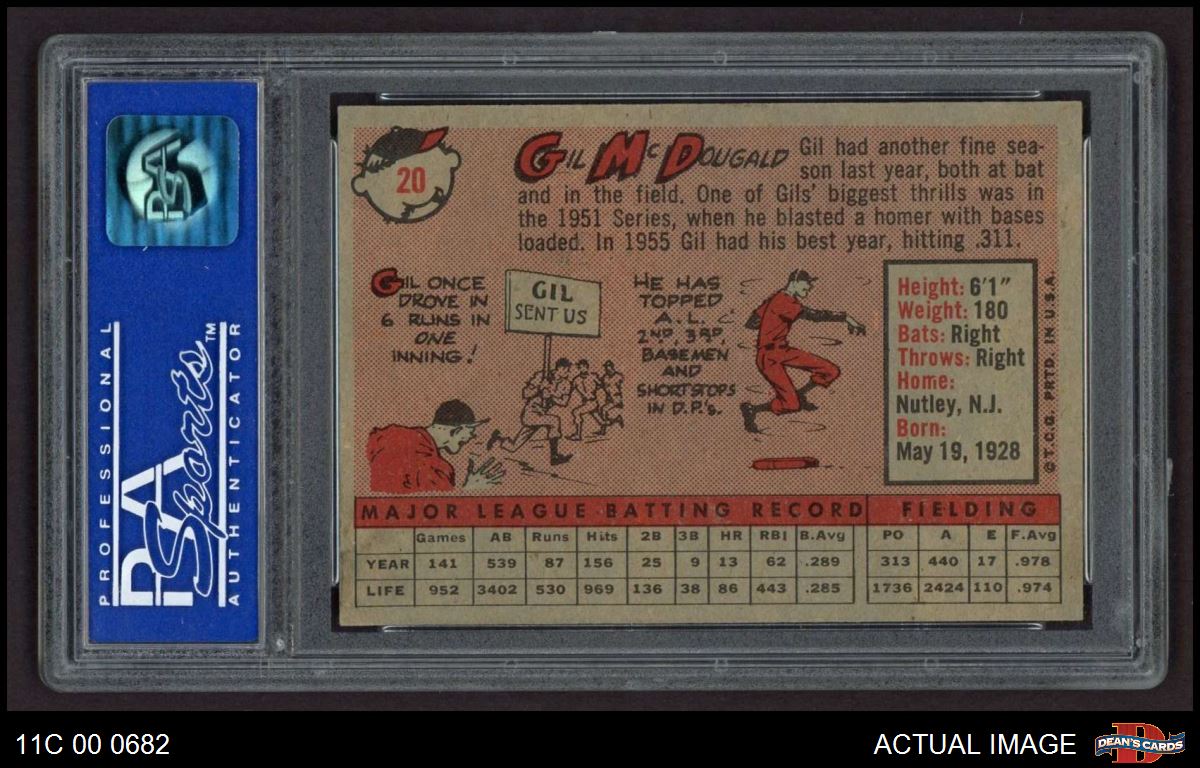 PSA
PROFESSIONAL
PSA Sports™
AUTHENTICATOR
20
GIL McDOUGALD
Gil had another fine sea-
son last year, both at bat
and in the field. One of Gils' biggest thrills was in
the 1951 Series, when he blasted a homer with bases
loaded. In 1955 Gil had his best year, hitting .311.
GIL ONCE
DROVE IN
6 RUNS IN
ONE
INNING!
GIL
SENT US
HE HAS
TOPPED
A.L.
2ND, 3RD,
BASEMEN
AND
SHORTSTOPS
IN D.P.'s.
Height: 6'1"
Weight: 180
Bats: Right
Throws: Right
Home:
Nutley, N.J.
Born:
May 19, 1928
© T.C.G. PRTD. IN U.S.A.
MAJOR LEAGUE BATTING RECORD FIELDING
Games AB Runs Hits 2B 3B HR RBI B.Avg PO A E F.Avg
YEAR 141 539 87 156 25 9 13 62 .289 313 440 17 .978
LIFE 952 3402 530 969 136 38 86 443 .285 1736 2424 110 .974
11C 00 0682
ACTUAL IMAGE
D
DEAN'S CARDS